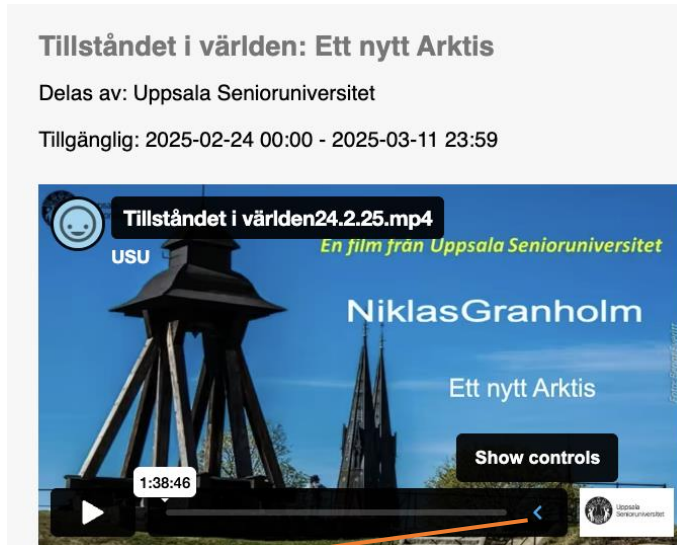 Tillståndet i världen: Ett nytt Arktis
Delas av: Uppsala Senioruniversitet
Tillgänglig: 2025-02-24 00:00 - 2025-03-11 23:59
Tillståndet i världen24.2.25.mp4
USU
En film från Uppsala Senioruniversitet
NiklasGranholm
Ett nytt Arktis
Show controls
1:38:46
Uppsala
Senioruniversitet